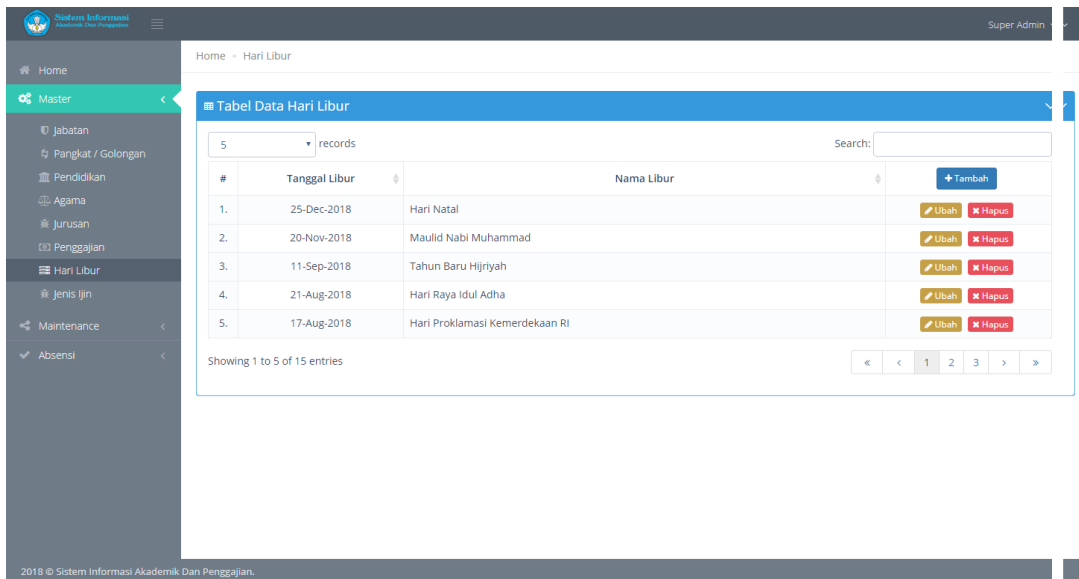 Sistem Informasi
Akademik Dan Penggajian
Super Admin
Home
Master
Jabatan
Pangkat / Golongan
Pendidikan
Agama
Jurusan
Penggajian
Hari Libur
Jenis Ijin
Maintenance
Absensi
Home Hari Libur
Tabel Data Hari Libur
5 records Search:
# Tanggal Libur Nama Libur Tambah
1. 25-Dec-2018 Hari Natal Ubah Hapus
2. 20-Nov-2018 Maulid Nabi Muhammad Ubah Hapus
3. 11-Sep-2018 Tahun Baru Hijriyah Ubah Hapus
4. 21-Aug-2018 Hari Raya Idul Adha Ubah Hapus
5. 17-Aug-2018 Hari Proklamasi Kemerdekaan RI Ubah Hapus
Showing 1 to 5 of 15 entries « < 1 2 3 > »
2018 © Sistem Informasi Akademik Dan Penggajian.